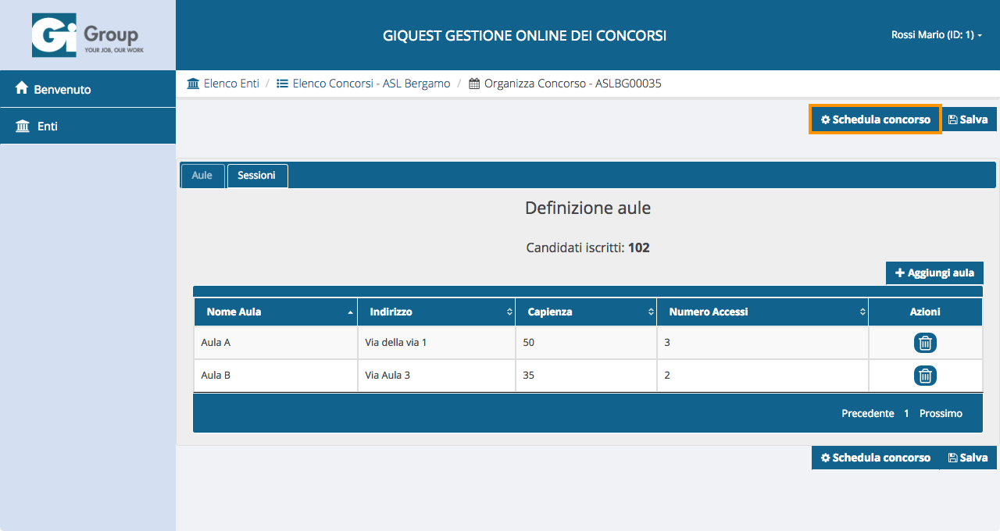 Gi Group
YOUR JOB, OUR WORK
GIQUEST GESTIONE ONLINE DEI CONCORSI
Rossi Mario (ID: 1)
Benvenuto
Enti
Elenco Enti / Elenco Concorsi - ASL Bergamo / Organizza Concorso - ASLBG00035
Schedula concorso Salva
Aule Sessioni
Definizione aule
Candidati iscritti: 102
Aggiungi aula
Nome Aula Indirizzo Capienza Numero Accessi Azioni
Aula A Via della via 1 50 3
Aula B Via Aula 3 35 2
Precedente 1 Prossimo
Schedula concorso Salva